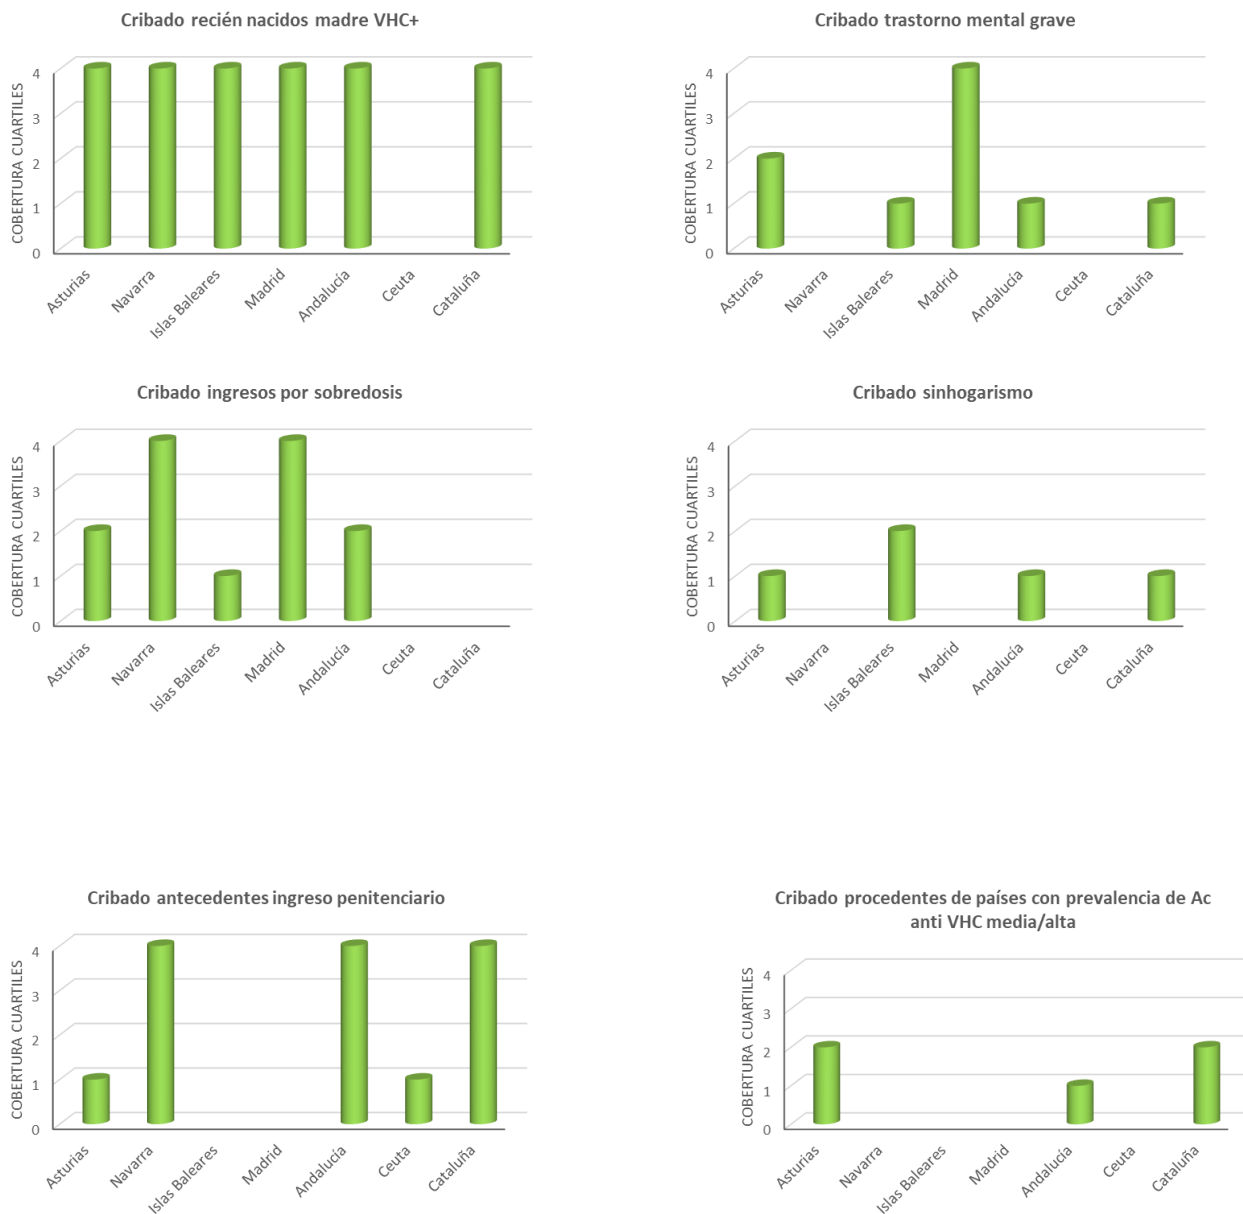 Cribado recién nacidos madre VHC+
COBERTURA CUARTILES
4
3
2
1
0
Asturias
Navarra
Islas Baleares
Madrid
Andalucía
Ceuta
Cataluña
Cribado trastorno mental grave
COBERTURA CUARTILES
4
3
2
1
0
Asturias
Navarra
Islas Baleares
Madrid
Andalucía
Ceuta
Cataluña
Cribado ingresos por sobredosis
COBERTURA CUARTILES
4
3
2
1
0
Asturias
Navarra
Islas Baleares
Madrid
Andalucía
Ceuta
Cataluña
Cribado sinhogarismo
COBERTURA CUARTILES
4
3
2
1
0
Asturias
Navarra
Islas Baleares
Madrid
Andalucía
Ceuta
Cataluña
Cribado antecedentes ingreso penitenciario
COBERTURA CUARTILES
4
3
2
1
0
Asturias
Navarra
Islas Baleares
Madrid
Andalucía
Ceuta
Cataluña
Cribado procedentes de países con prevalencia de Ac
anti VHC media/alta
COBERTURA CUARTILES
4
3
2
1
0
Asturias
Navarra
Islas Baleares
Madrid
Andalucía
Ceuta
Cataluña